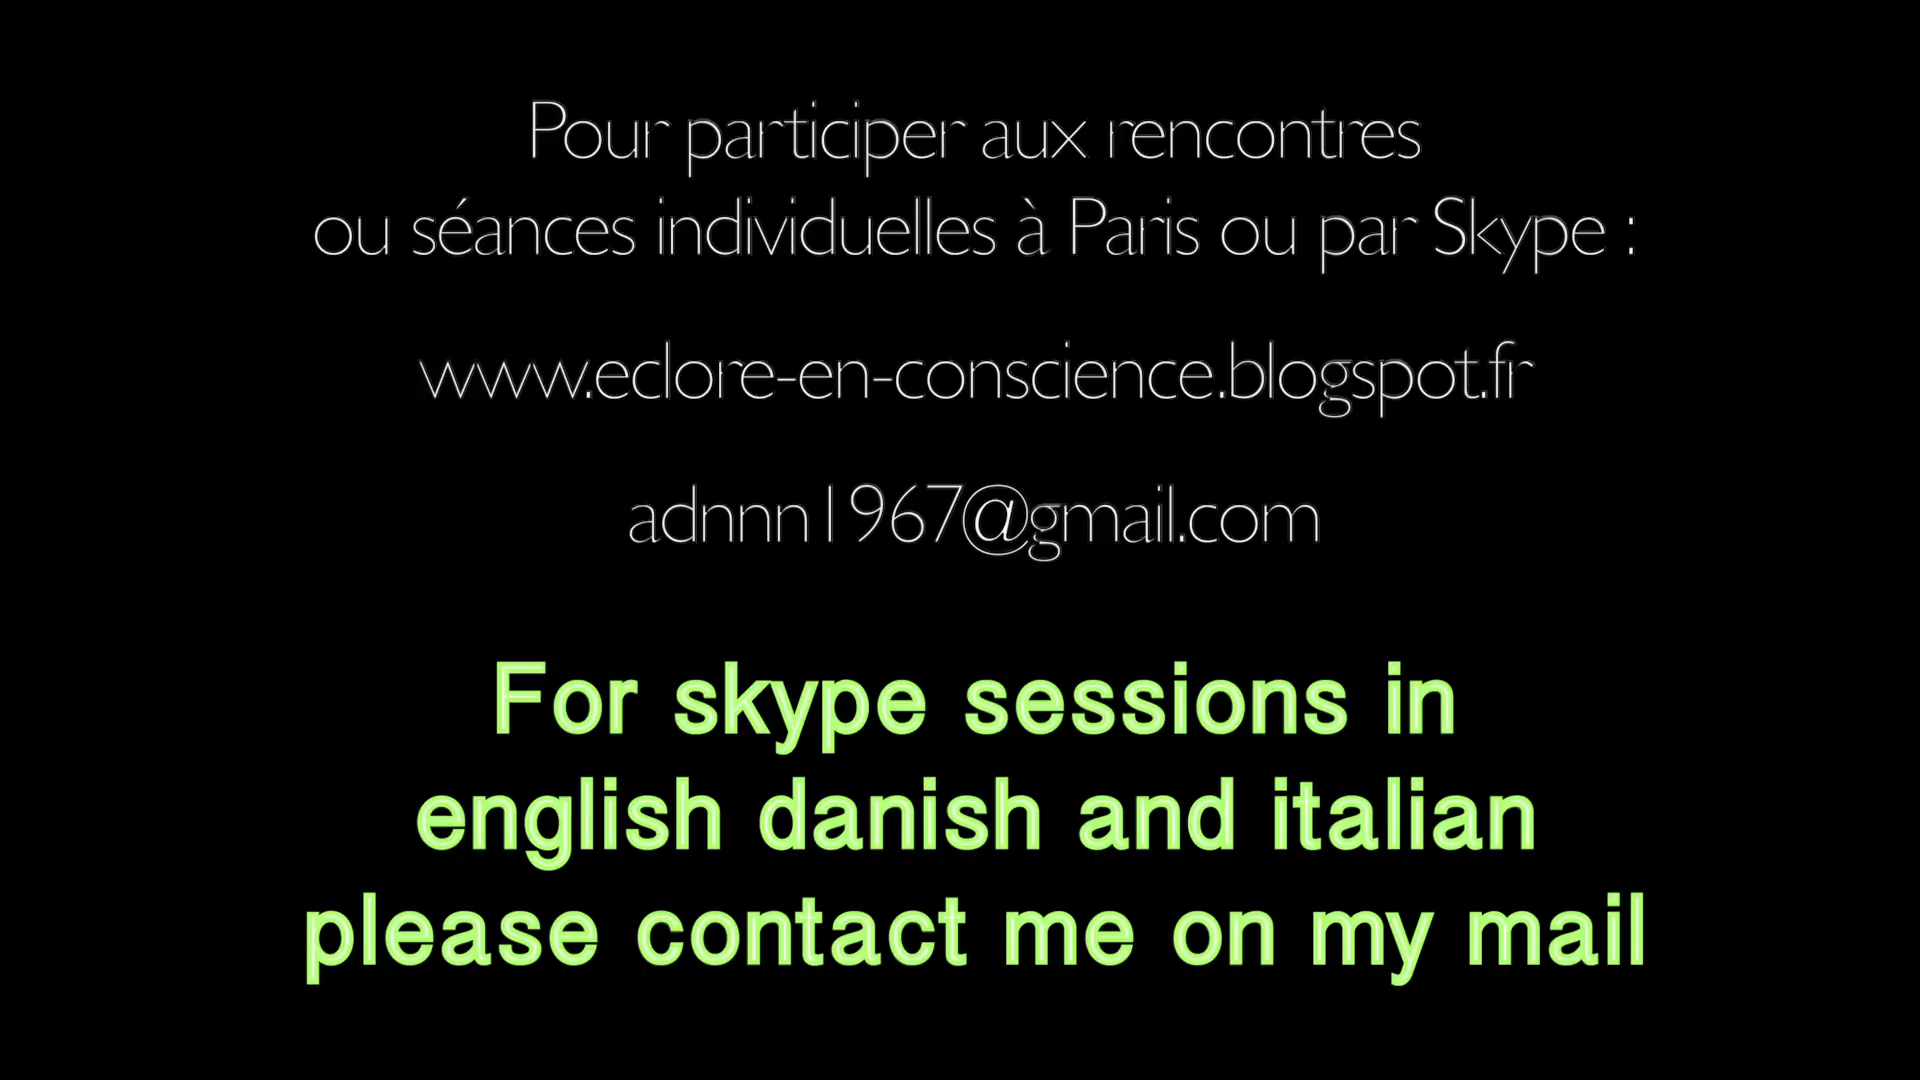 Pour participer aux rencontres
ou séances individuelles à Paris ou par Skype :
www.eclore-en-conscience.blogspot.fr
adnnn1967@gmail.com
For skype sessions in
english danish and italian
please contact me on my mail